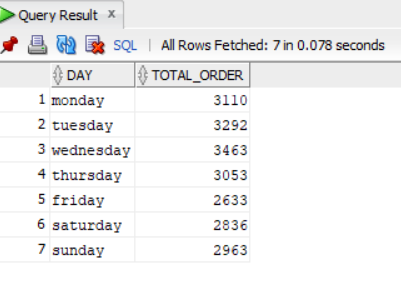 Query Result x
SQL | All Rows Fetched: 7 in 0.078 seconds
DAY TOTAL_ORDER
1 monday 3110
2 tuesday 3292
3 wednesday 3463
4 thursday 3053
5 friday 2633
6 saturday 2836
7 sunday 2963